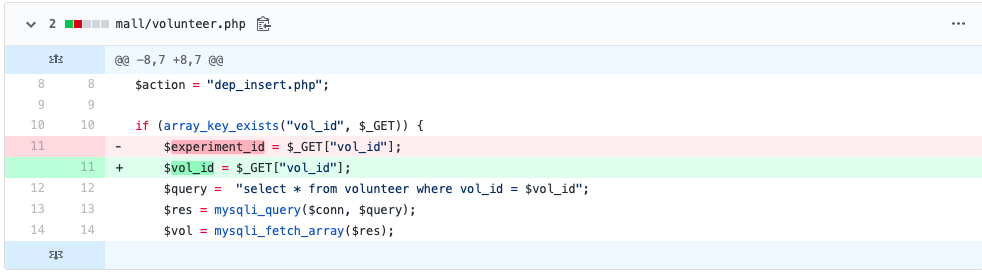 2 mall/volunteer.php
@@ -8,7 +8,7 @@
8 8 $action = "dep_insert.php";
9 9
10 10 if (array_key_exists("vol_id", $_GET)) {
11 - $experiment_id = $_GET["vol_id"];
11 + $vol_id = $_GET["vol_id"];
12 12 $query =  "select * from volunteer where vol_id = $vol_id";
13 13 $res = mysqli_query($conn, $query);
14 14 $vol = mysqli_fetch_array($res);